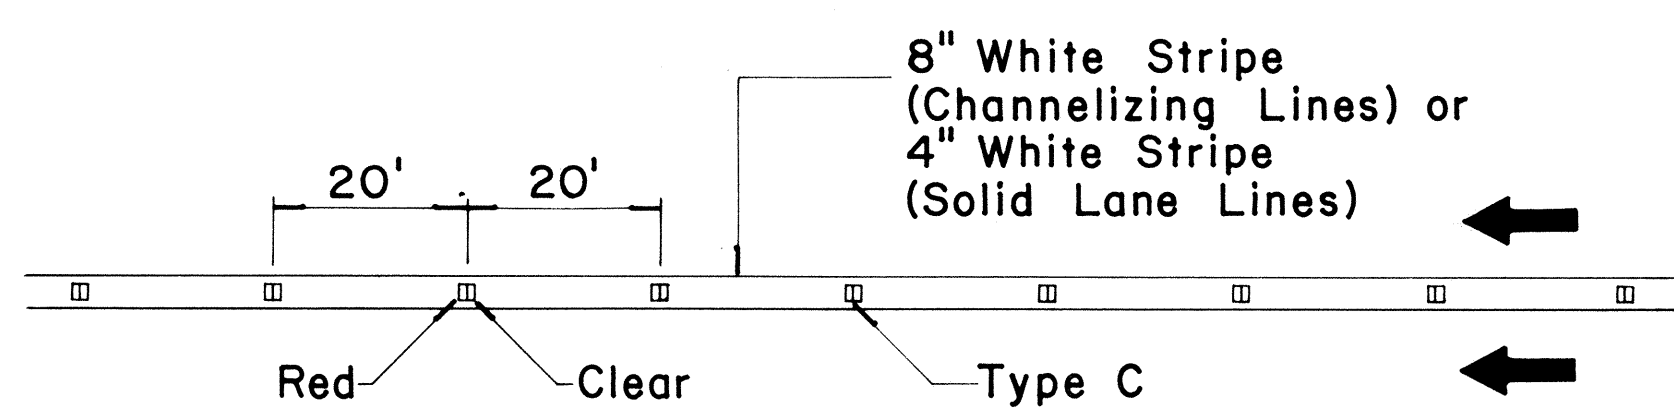 8" White Stripe
(Channelizing Lines) or
4" White Stripe
(Solid Lane Lines)
20' 20'
Red Clear Type C